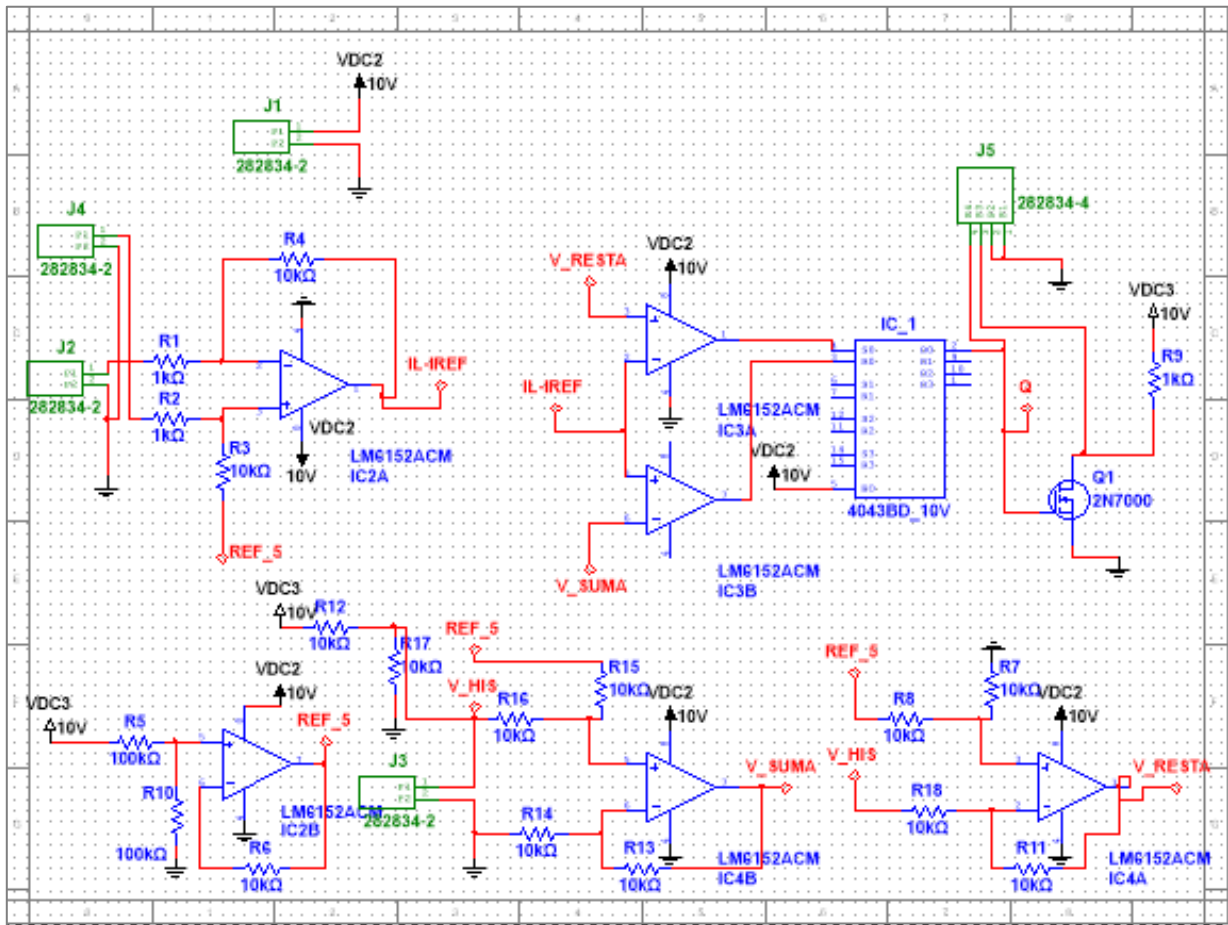 VDC2
10V
J1
282834-2
J4
282834-2
J2
282834-2
R1
1kΩ
R2
1kΩ
R4
10kΩ
R3
10kΩ
REF_5
VDC2
10V
LM6152ACM
IC2A
IL-IREF
V_RESTA
VDC2
10V
IL-IREF
LM6152ACM
IC3A
VDC2
10V
V_SUMA
LM6152ACM
IC3B
IC_1
4043BD_10V
J5
282834-4
VDC3
10V
R9
1kΩ
Q
Q1
2N7000
VDC3
10V
R12
10kΩ
R17
10kΩ
REF_5
V_HIS
R15
10kΩ
R16
10kΩ
VDC2
10V
V_SUMA
J3
282834-2
R14
10kΩ
R13
10kΩ
LM6152ACM
IC4B
VDC3
10V
R5
100kΩ
R10
100kΩ
VDC2
10V
REF_5
LM6152ACM
IC2B
R6
10kΩ
REF_5
R8
10kΩ
R7
10kΩ
VDC2
10V
V_HIS
R18
10kΩ
R11
10kΩ
V_RESTA
LM6152ACM
IC4A